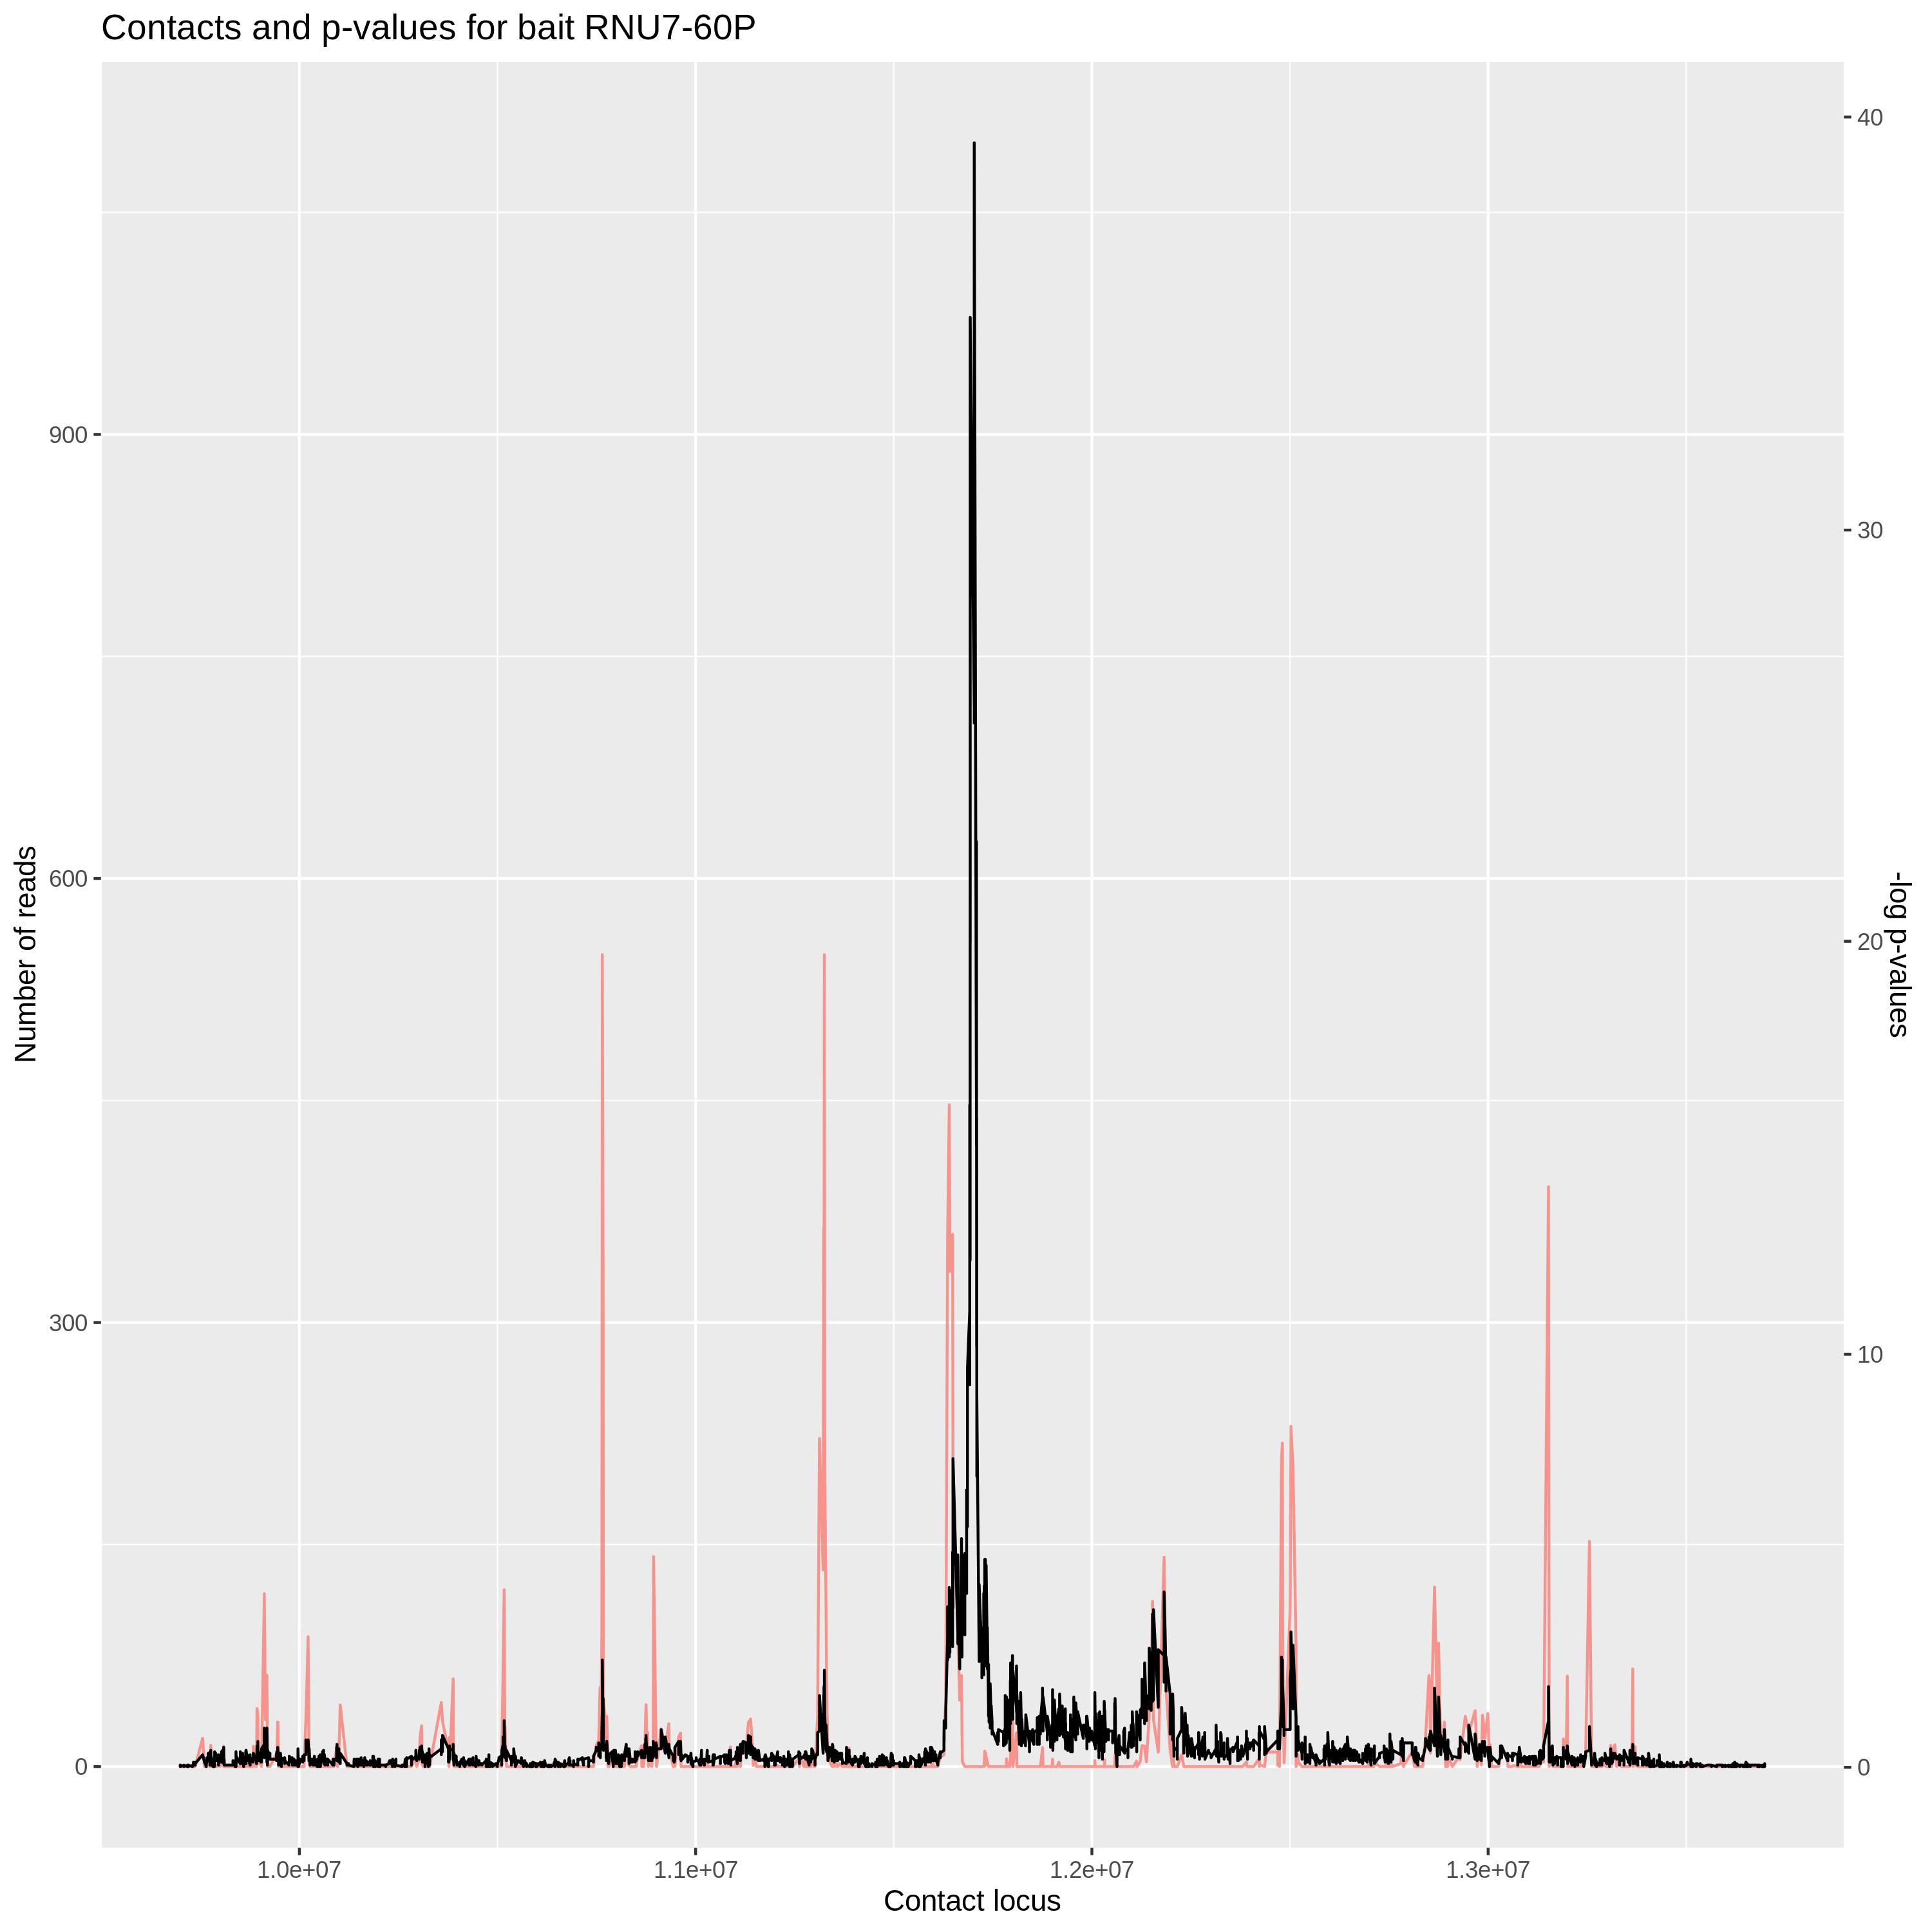 Contacts and p-values for bait RNU7-60P
900
600
300
0
Number of reads
40
30
20
10
0
-log p-values
1.0e+07
1.1e+07
1.2e+07
1.3e+07
Contact locus